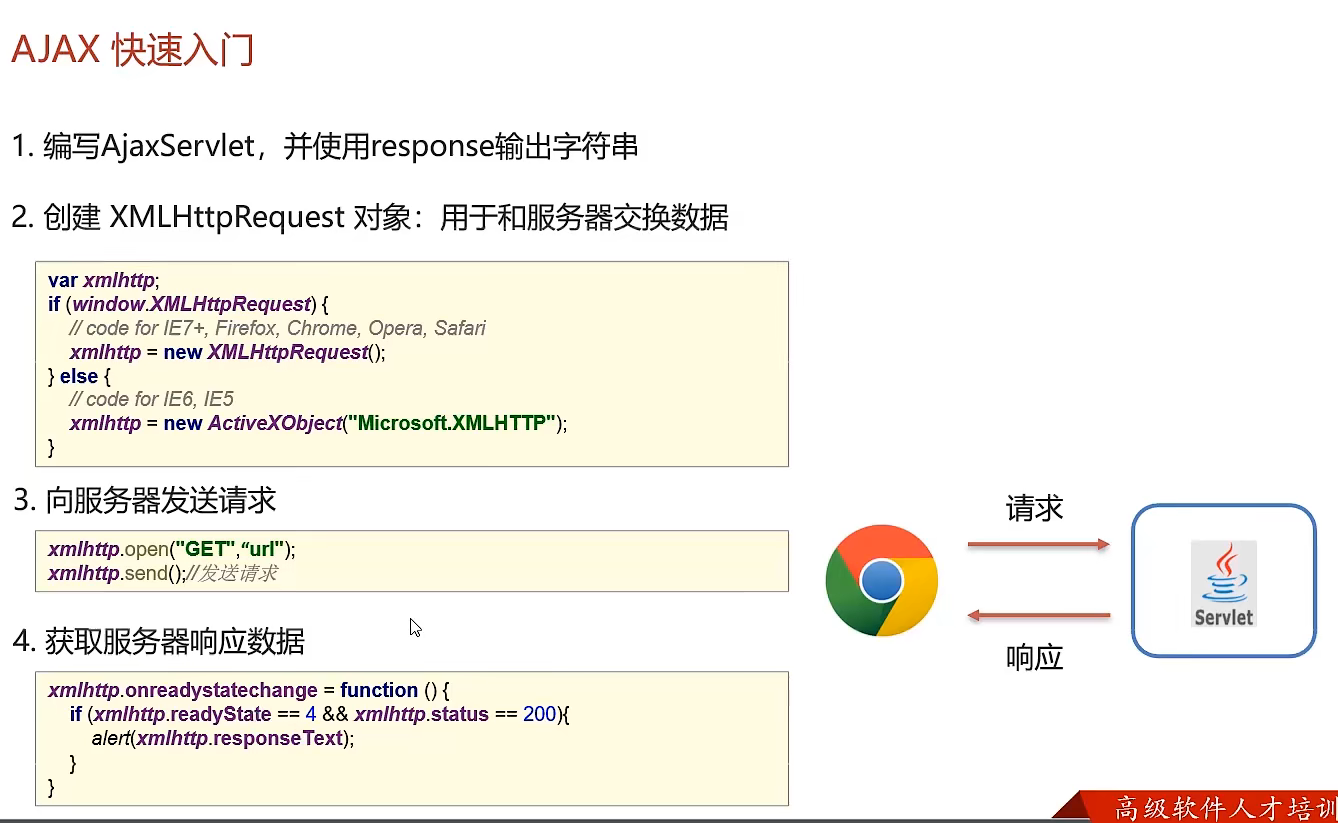 AJAX 快速入门
1. 编写AjaxServlet，并使用response输出字符串
2. 创建 XMLHttpRequest 对象：用于和服务器交换数据
var xmlhttp;
if (window.XMLHttpRequest) {
// code for IE7+, Firefox, Chrome, Opera, Safari
xmlhttp = new XMLHttpRequest();
} else {
// code for IE6, IE5
xmlhttp = new ActiveXObject("Microsoft.XMLHTTP");
}
3. 向服务器发送请求
xmlhttp.open("GET",“url");
xmlhttp.send();//发送请求
4. 获取服务器响应数据
xmlhttp.onreadystatechange = function () {
if (xmlhttp.readyState == 4 && xmlhttp.status == 200){
alert(xmlhttp.responseText);
}
}
请求
Servlet
响应
高级软件人才培训